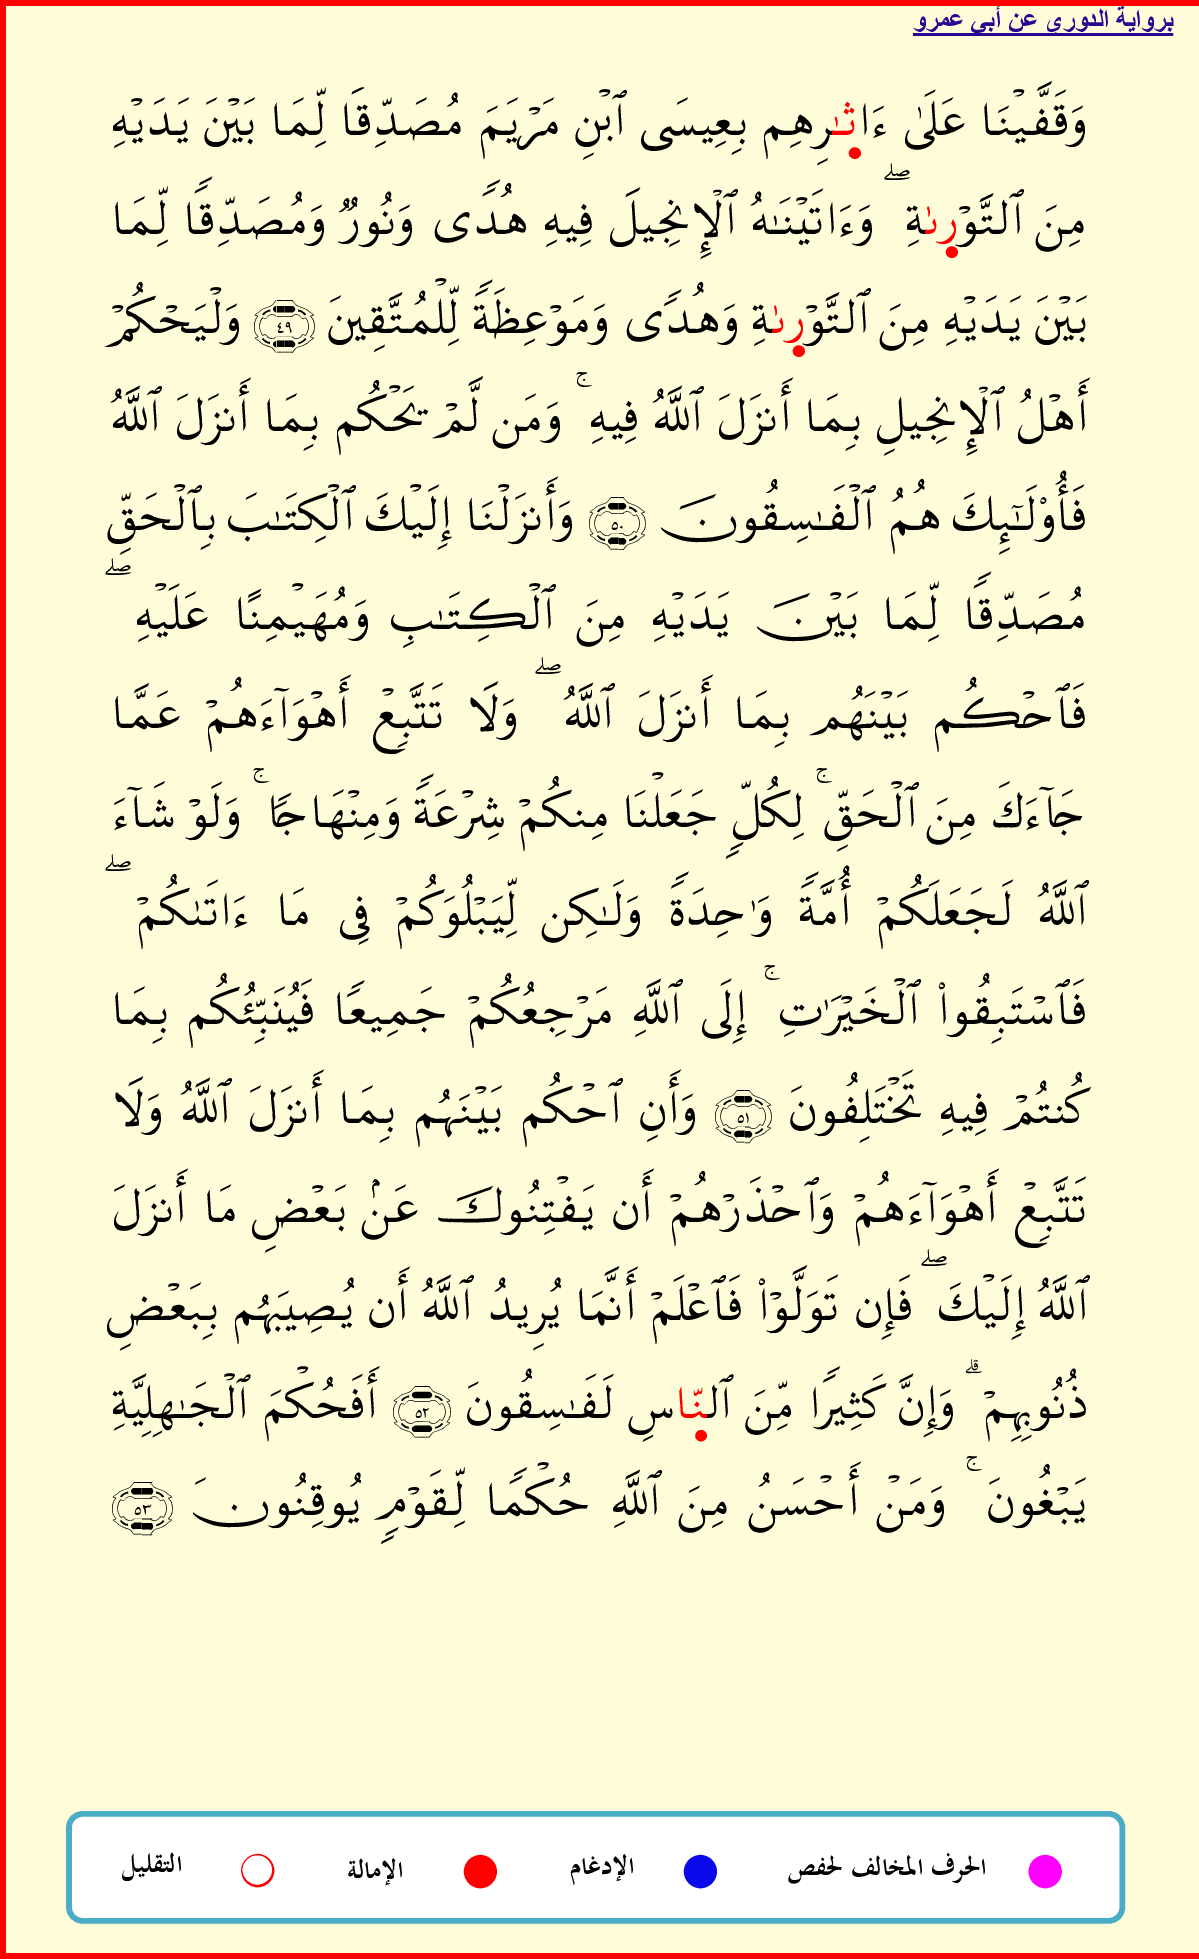 برواية الدوري عن أبي عمرو
وَقَفَّيۡنَا عَلَىٰٓ ءَاثَٰرِهِم بِعِيسَى ٱبۡنِ مَرۡيَمَ مُصَدِّقٗا لِّمَا بَيۡنَ يَدَيۡهِ
مِنَ ٱلتَّوۡرٜىٰةِۖ وَءَاتَيۡنَٰهُ ٱلۡإِنجِيلَ فِيهِ هُدٗى وَنُورٞ وَمُصَدِّقٗا لِّمَا
بَيۡنَ يَدَيۡهِ مِنَ ٱلتَّوۡرٜىٰةِ وَهُدٗى وَمَوۡعِظَةٗ لِّلۡمُتَّقِينَ ٤٩ وَلۡيَحۡكُمۡ
أَهۡلُ ٱلۡإِنجِيلِ بِمَا أَنزَلَ ٱللَّهُ فِيهِۚ وَمَن لَّمۡ يَحۡكُم بِمَا أَنزَلَ ٱللَّهُ
فَأُوْلَٰٓئِكَ هُمُ ٱلۡفَٰسِقُونَ ٥٠ وَأَنزَلۡنَا إِلَيۡكَ ٱلۡكِتَٰبَ بِٱلۡحَقِّ
مُصَدِّقٗا لِّمَا بَيۡنَ يَدَيۡهِ مِنَ ٱلۡكِتَٰبِ وَمُهَيۡمِنًا عَلَيۡهِۖ
فَٱحۡكُم بَيۡنَهُم بِمَا أَنزَلَ ٱللَّهُۖ وَلَا تَتَّبِعۡ أَهۡوَآءَهُمۡ عَمَّا
جَآءَكَ مِنَ ٱلۡحَقِّۚ لِكُلّٖ جَعَلۡنَا مِنكُمۡ شِرۡعَةٗ وَمِنۡهَاجٗاۚ وَلَوۡ شَآءَ
ٱللَّهُ لَجَعَلَكُمۡ أُمَّةٗ وَٰحِدَةٗ وَلَٰكِن لِّيَبۡلُوَكُمۡ فِي مَا ءَاتَىٰكُمۡۖ
فَٱسۡتَبِقُواْ ٱلۡخَيۡرَٰتِۚ إِلَى ٱللَّهِ مَرۡجِعُكُمۡ جَمِيعٗا فَيُنَبِّئُكُم بِمَا
كُنتُمۡ فِيهِ تَخۡتَلِفُونَ ٥١ وَأَنِ ٱحۡكُم بَيۡنَهُم بِمَا أَنزَلَ ٱللَّهُ وَلَا
تَتَّبِعۡ أَهۡوَآءَهُمۡ وَٱحۡذَرۡهُمۡ أَن يَفۡتِنُوكَ عَنۢ بَعۡضِ مَا أَنزَلَ
ٱللَّهُ إِلَيۡكَۖ فَإِن تَوَلَّوۡاْ فَٱعۡلَمۡ أَنَّمَا يُرِيدُ ٱللَّهُ أَن يُصِيبَهُم بِبَعۡضِ
ذُنُوبِهِمۡۗ وَإِنَّ كَثِيرٗا مِّنَ ٱلنَّاسِ لَفَٰسِقُونَ ٥٢ أَفَحُكۡمَ ٱلۡجَٰهِلِيَّةِ
يَبۡغُونَۚ وَمَنۡ أَحۡسَنُ مِنَ ٱللَّهِ حُكۡمٗا لِّقَوۡمٖ يُوقِنُونَ ٥٣
الحرف المخالف لحفص الإدغام الإمالة التقليل